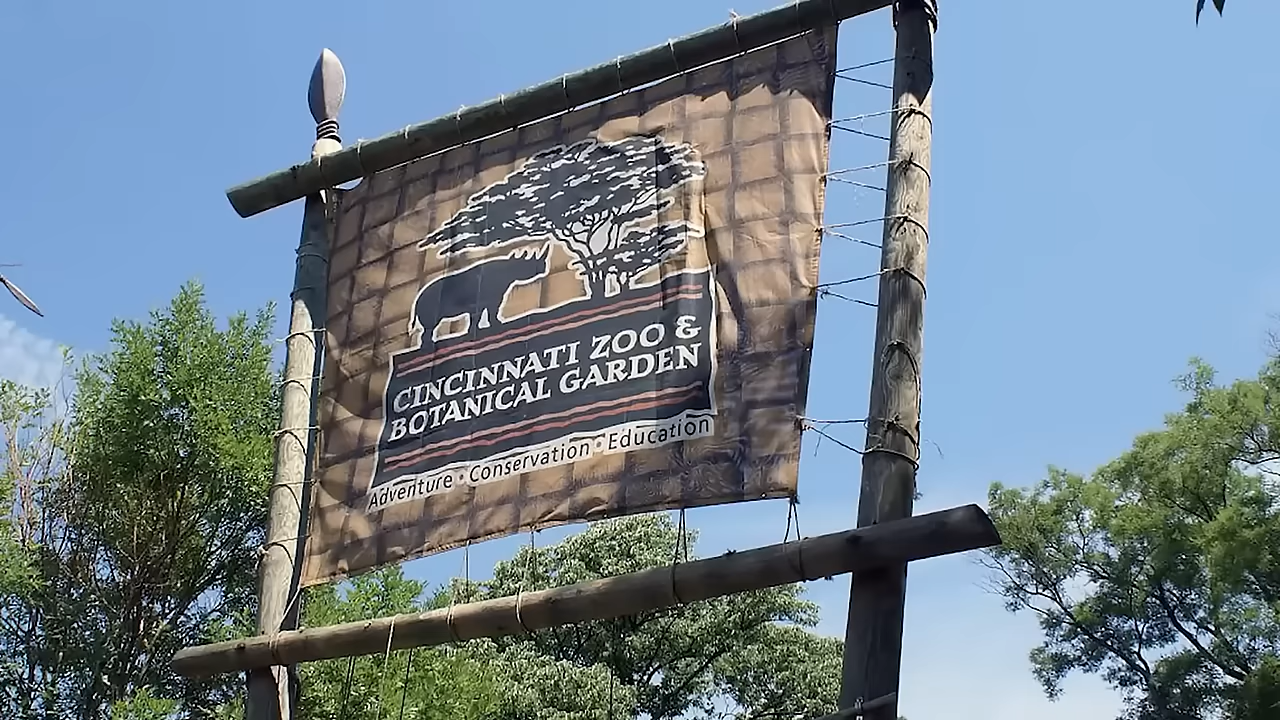 CINCINNATI ZOO &
BOTANICAL GARDEN
Adventure • Conservation • Education